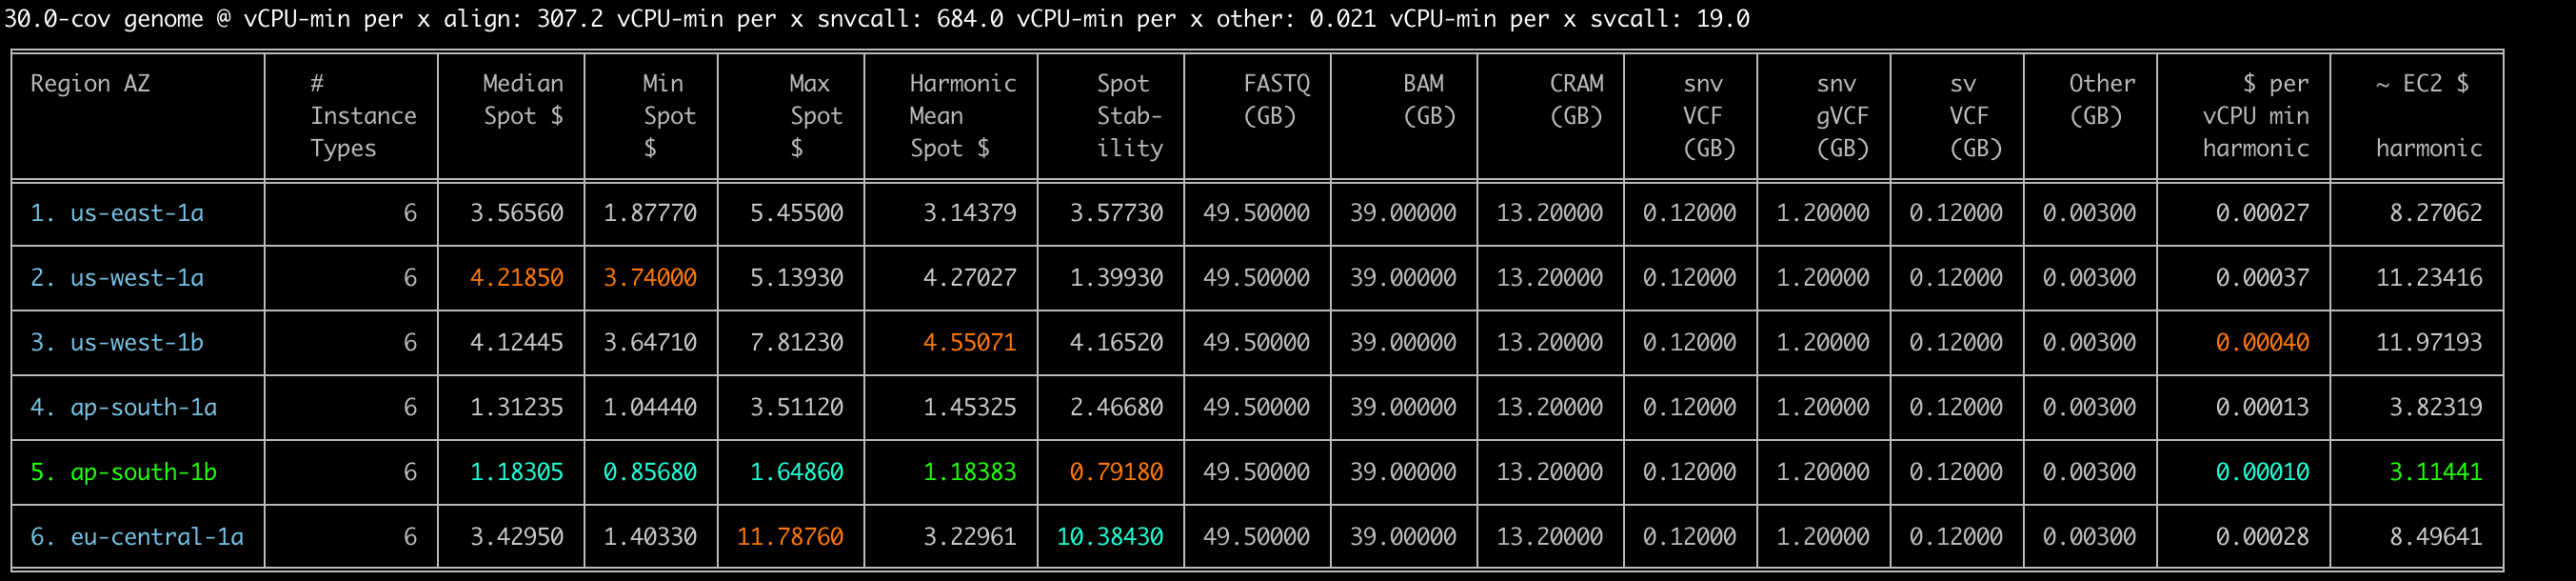 30.0-cov genome @ vCPU-min per x align: 307.2 vCPU-min per x snvcall: 684.0 vCPU-min per x other: 0.021 vCPU-min per x svcall: 19.0
Region AZ # Median Min Max Harmonic Spot FASTQ BAM CRAM snv snv sv Other $ per ~ EC2 $
Instance Spot $ Spot Spot Mean Stab- (GB) (GB) (GB) VCF gVCF VCF (GB) vCPU min
Types $ $ Spot $ ility (GB) (GB) (GB) harmonic harmonic
1. us-east-1a 6 3.56560 1.87770 5.45500 3.14379 3.57730 49.50000 39.00000 13.20000 0.12000 1.20000 0.12000 0.00300 0.00027 8.27062
2. us-west-1a 6 4.21850 3.74000 5.13930 4.27027 1.39930 49.50000 39.00000 13.20000 0.12000 1.20000 0.12000 0.00300 0.00037 11.23416
3. us-west-1b 6 4.12445 3.64710 7.81230 4.55071 4.16520 49.50000 39.00000 13.20000 0.12000 1.20000 0.12000 0.00300 0.00040 11.97193
4. ap-south-1a 6 1.31235 1.04440 3.51120 1.45325 2.46680 49.50000 39.00000 13.20000 0.12000 1.20000 0.12000 0.00300 0.00013 3.82319
5. ap-south-1b 6 1.18305 0.85680 1.64860 1.18383 0.79180 49.50000 39.00000 13.20000 0.12000 1.20000 0.12000 0.00300 0.00010 3.11441
6. eu-central-1a 6 3.42950 1.40330 11.78760 3.22961 10.38430 49.50000 39.00000 13.20000 0.12000 1.20000 0.12000 0.00300 0.00028 8.49641